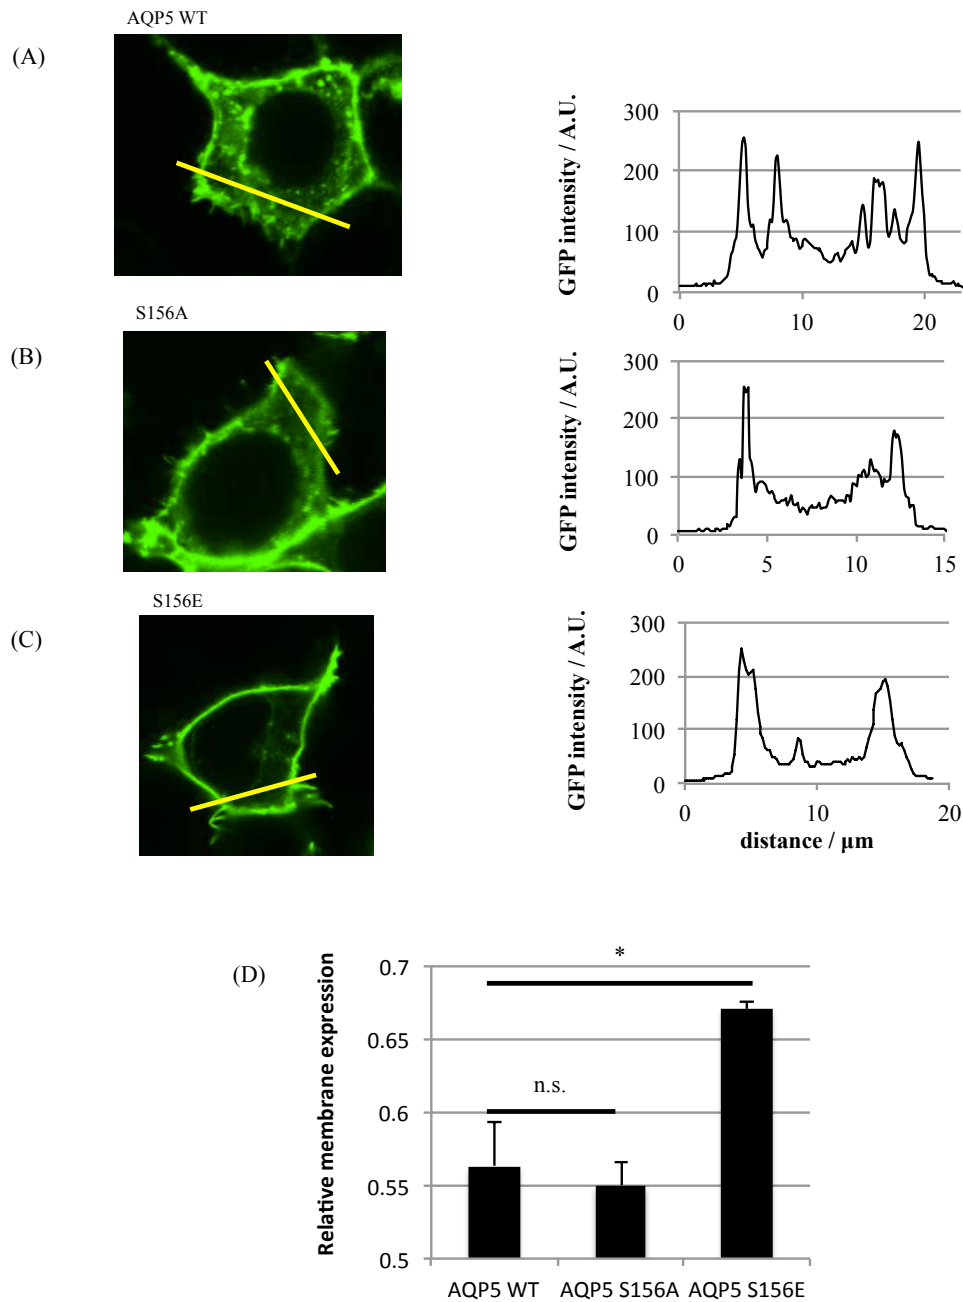 AQP5 WT
(A)
GFP intensity / A.U.
300
200
100
0
0 10 20
S156A
(B)
GFP intensity / A.U.
300
200
100
0
0 5 10 15
S156E
(C)
GFP intensity / A.U.
300
200
100
0
0 10 20
distance / µm
(D)
Relative membrane expression
0.7
0.65
0.6
0.55
0.5
*
n.s.
AQP5 WT AQP5 S156A AQP5 S156E